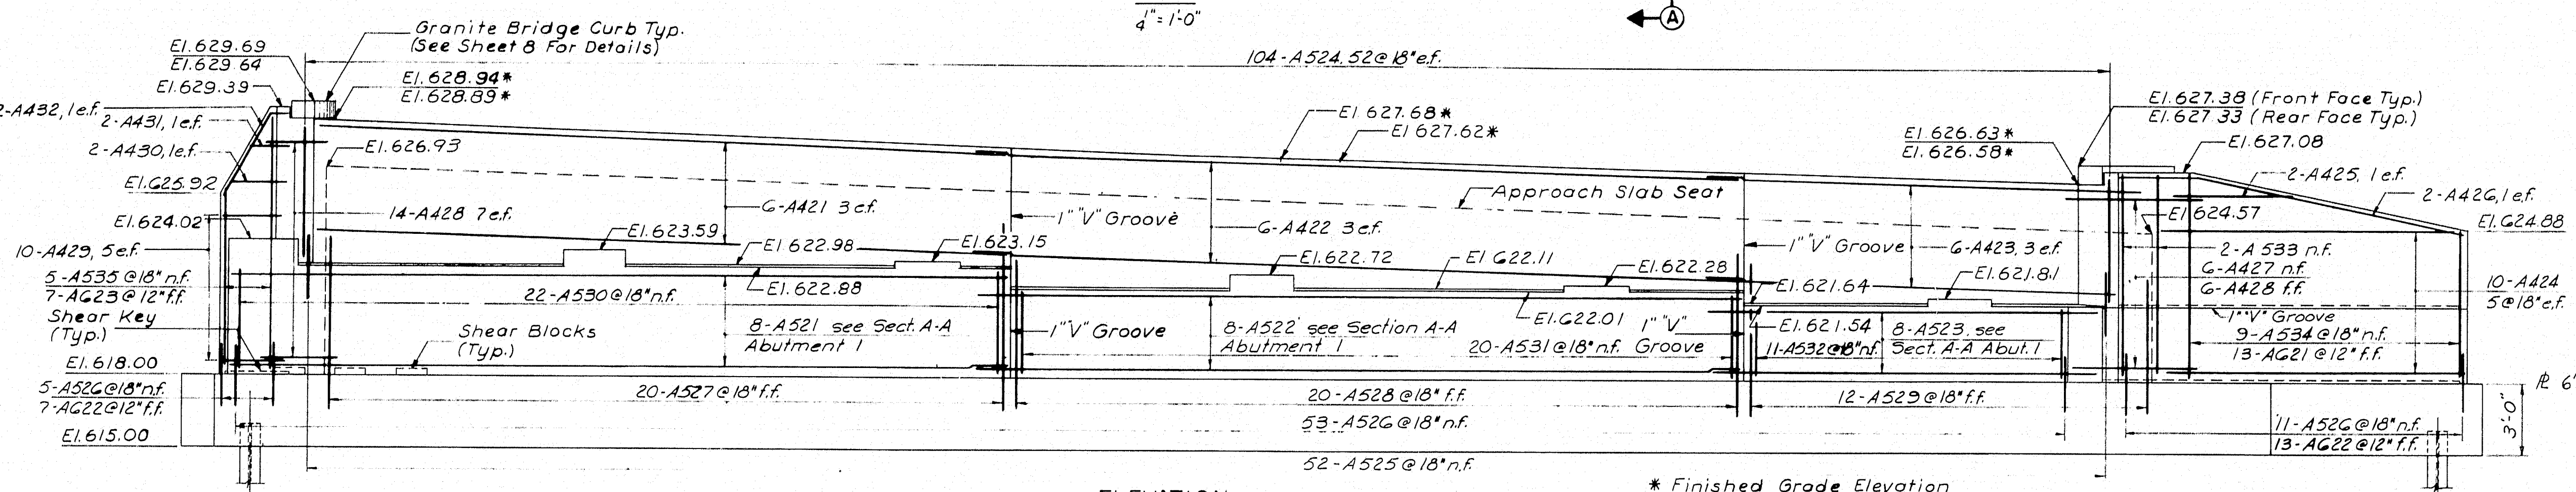 1/4" = 1'-0"
A
Granite Bridge Curb Typ.
(See Sheet 8 For Details)
El. 629.69
El. 629.64
104-A524, 52@18" e.f.
El. 628.94*
El. 628.89*
El. 629.39
El. 627.38 (Front Face Typ.)
El. 627.33 (Rear Face Typ.)
2-A432, 1 e.f.
El. 627.68*
2-A431, 1 e.f.
El. 627.62*
El. 626.63*
El. 626.58*
El. 627.08
2-A430, 1 e.f.
El. 626.93
2-A425, 1 e.f.
El. 625.92
Approach Slab Seat
2-A426, 1 e.f.
El. 624.02
14-A428 7 e.f.
6-A421 3 e.f.
1" "V" Groove
6-A422 3 e.f.
El. 624.57
El. 624.88
10-A429, 5 e.f.
El. 623.59
El. 622.98
El. 623.15
El. 622.72
El. 622.11
El. 622.28
1" "V" Groove
6-A423, 3 e.f.
2-A533 n.f.
6-A427 n.f.
6-A428 f.f.
5-A535@18" n.f.
7-A623@12" f.f.
22-A530@18" n.f.
El. 622.88
El. 621.64
El. 621.81
10-A424
5@18" e.f.
Shear Key
(Typ.)
Shear Blocks
(Typ.)
8-A521 see Sect. A-A
Abutment 1
1" "V" Groove
8-A522 see Section A-A
Abutment 1
El. 622.01
20-A531@18" n.f.
1" "V"
Groove
El. 621.54
11-A532@18" n.f.
8-A523, see
Sect. A-A Abut. 1
1" "V" Groove
9-A534@18" n.f.
13-A621@12" f.f.
El. 618.00
5-A526@18" n.f.
7-A622@12" f.f.
20-A527@18" f.f.
20-A528@18" f.f.
12-A529@18" f.f.
℄ 6'
53-A526@18" n.f.
11-A526@18" n.f.
13-A622@12" f.f.
3'-0"
El. 615.00
52-A525@18" n.f.
ELEVATION
* Finished Grade Elevation